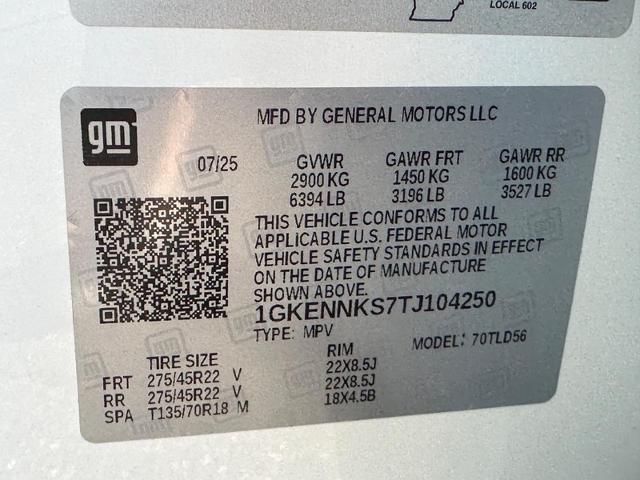 LOCAL 602
gm
MFD BY GENERAL MOTORS LLC
07/25
GVWR GAWR FRT GAWR RR
2900 KG 1450 KG 1600 KG
6394 LB 3196 LB 3527 LB
THIS VEHICLE CONFORMS TO ALL
APPLICABLE U.S. FEDERAL MOTOR
VEHICLE SAFETY STANDARDS IN EFFECT
ON THE DATE OF MANUFACTURE
SHOWN ABOVE.
1GKENNKS7TJ104250
TYPE: MPV MODEL: 70TLD56
TIRE SIZE RIM
FRT 275/45R22 V 22X8.5J
RR 275/45R22 V 22X8.5J
SPA T135/70R18 M 18X4.5B